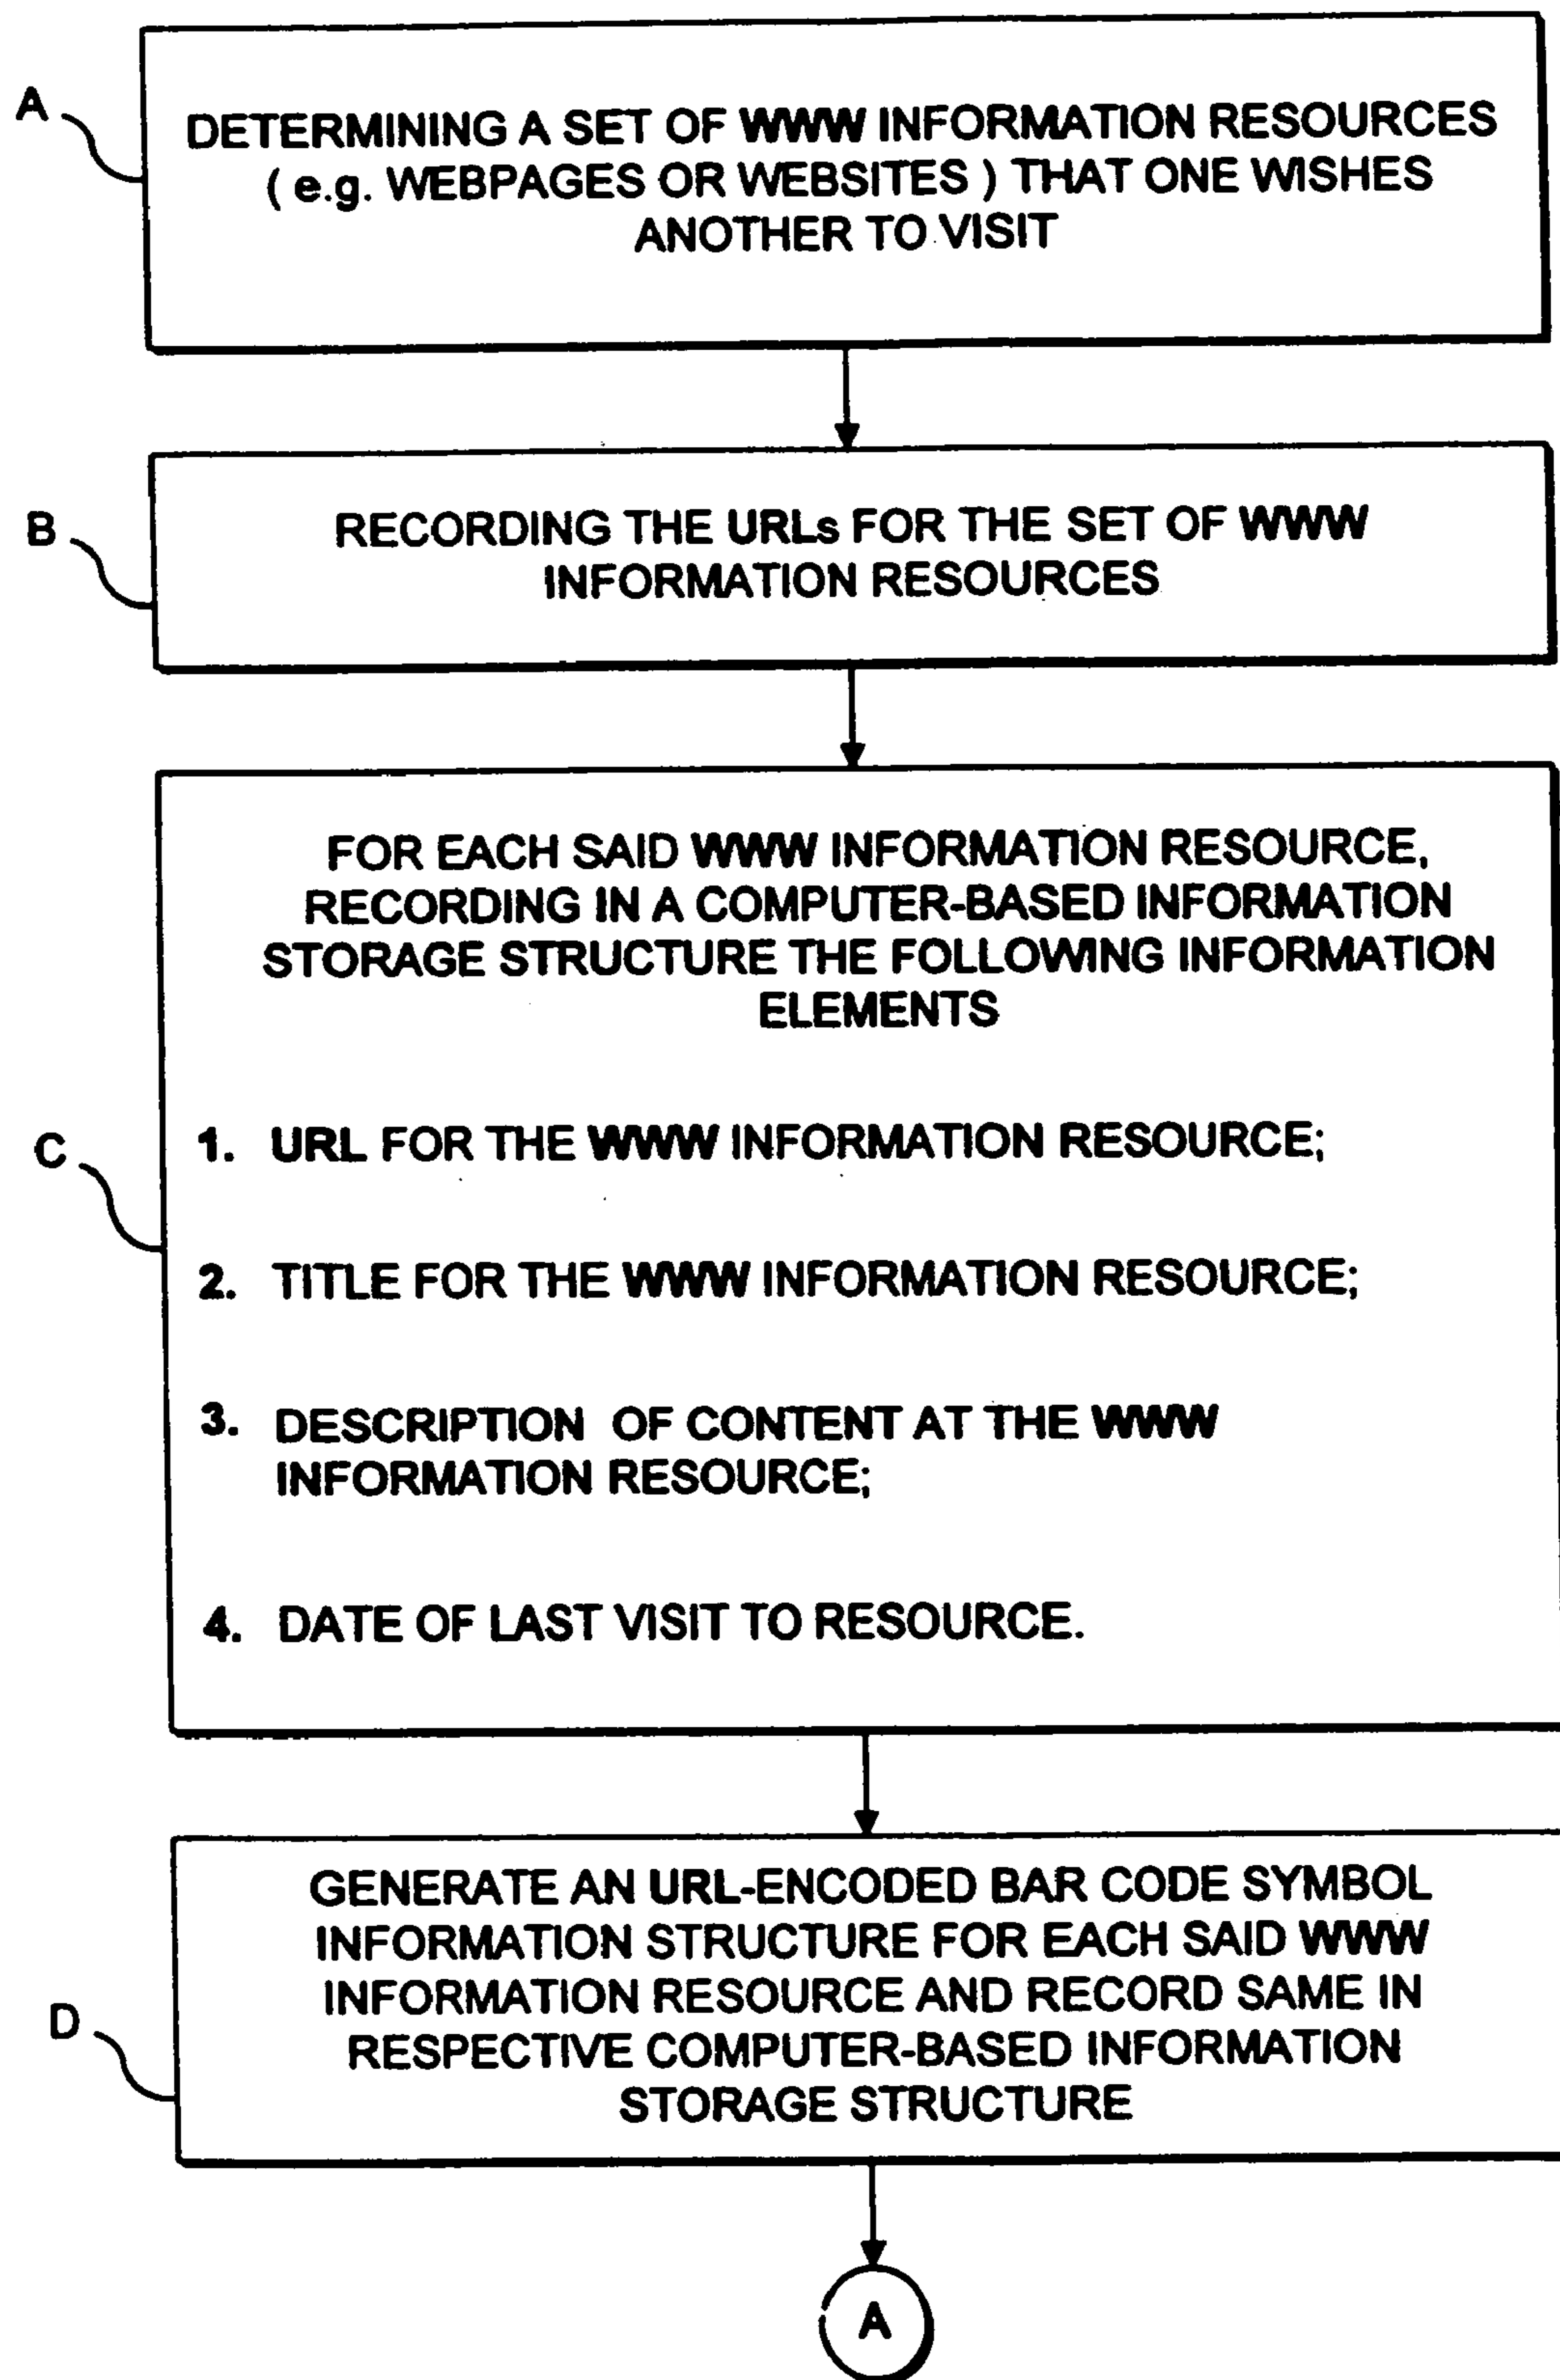 A
DETERMINING A SET OF WWW INFORMATION RESOURCES
( e.g. WEBPAGES OR WEBSITES ) THAT ONE WISHES
ANOTHER TO VISIT
B
RECORDING THE URLs FOR THE SET OF WWW
INFORMATION RESOURCES
C
FOR EACH SAID WWW INFORMATION RESOURCE,
RECORDING IN A COMPUTER-BASED INFORMATION
STORAGE STRUCTURE THE FOLLOWING INFORMATION
ELEMENTS
1. URL FOR THE WWW INFORMATION RESOURCE;
2. TITLE FOR THE WWW INFORMATION RESOURCE;
3. DESCRIPTION OF CONTENT AT THE WWW
INFORMATION RESOURCE;
4. DATE OF LAST VISIT TO RESOURCE.
D
GENERATE AN URL-ENCODED BAR CODE SYMBOL
INFORMATION STRUCTURE FOR EACH SAID WWW
INFORMATION RESOURCE AND RECORD SAME IN
RESPECTIVE COMPUTER-BASED INFORMATION
STORAGE STRUCTURE
A